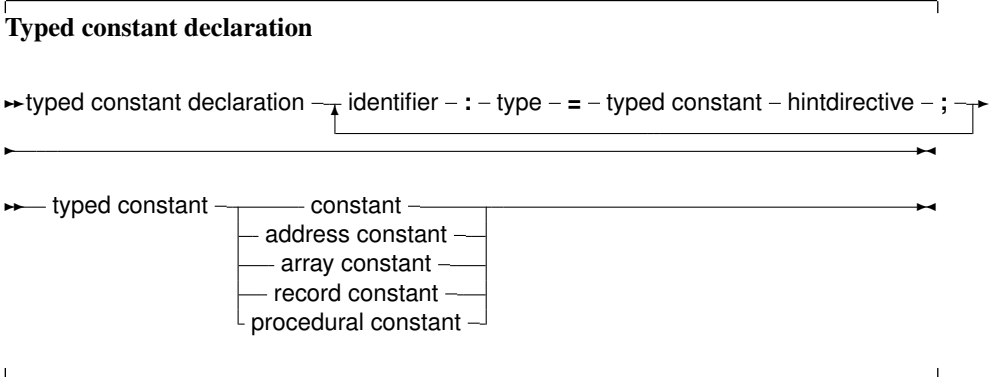 Typed constant declaration
typed constant declaration identifier : type = typed constant hintdirective ;
typed constant constant
address constant
array constant
record constant
procedural constant